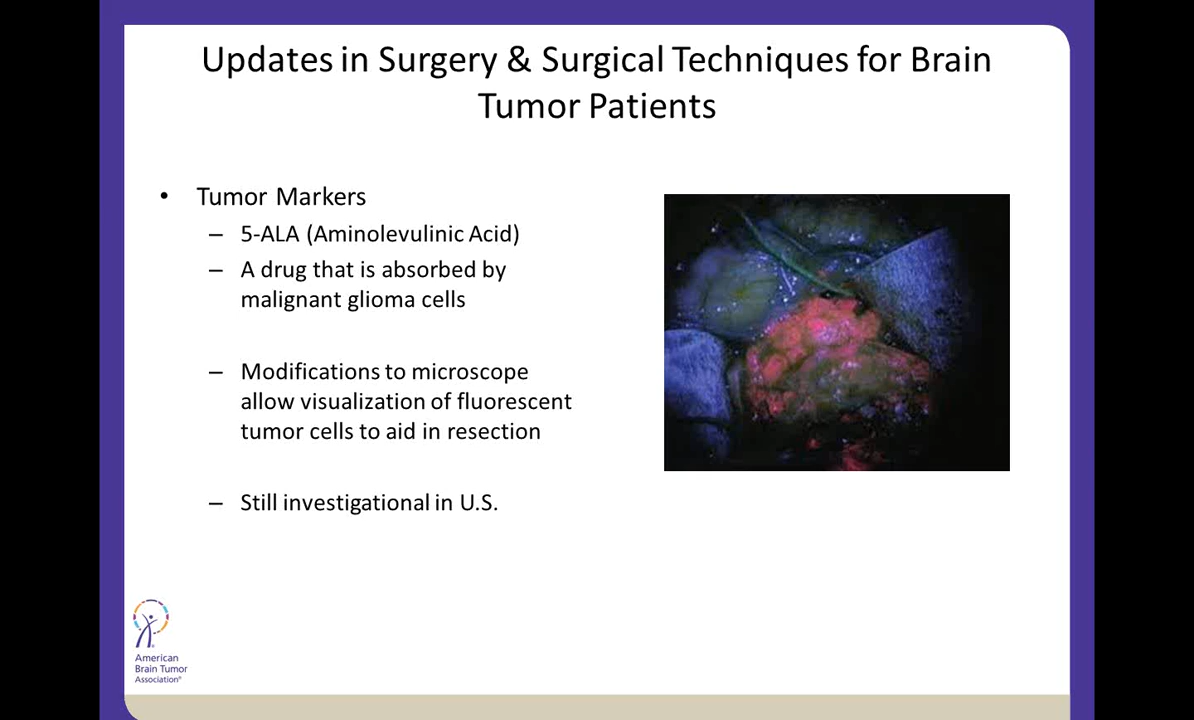 Updates in Surgery & Surgical Techniques for Brain
Tumor Patients
• Tumor Markers
– 5-ALA (Aminolevulinic Acid)
– A drug that is absorbed by
malignant glioma cells
– Modifications to microscope
allow visualization of fluorescent
tumor cells to aid in resection
– Still investigational in U.S.
American
Brain Tumor
Association®